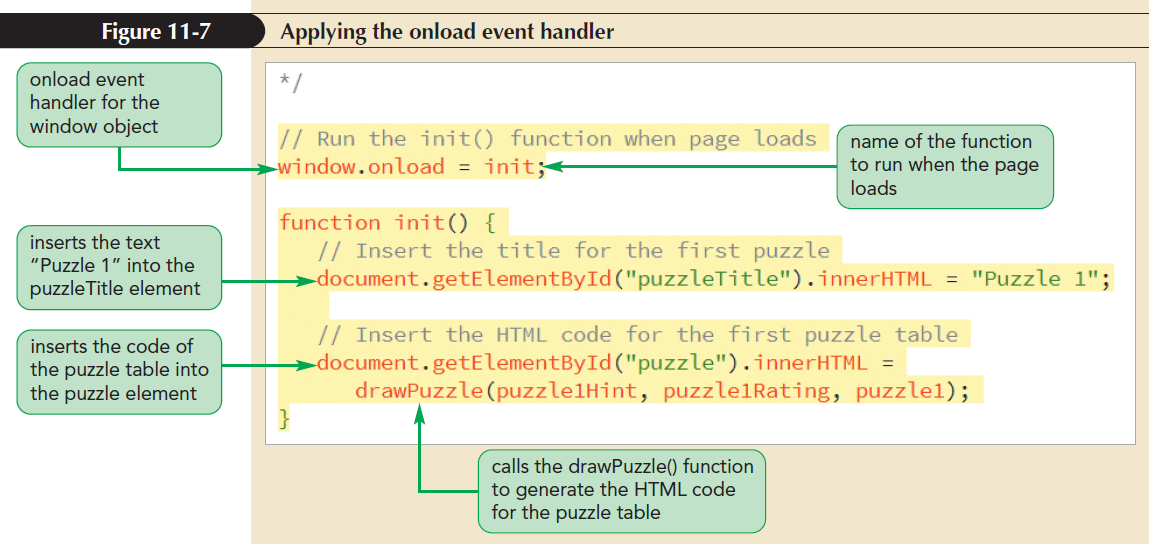 Figure 11-7
Applying the onload event handler
onload event
handler for the
window object
*/
// Run the init() function when page loads
window.onload = init;
name of the function
to run when the page
loads
function init() {
// Insert the title for the first puzzle
inserts the text
"Puzzle 1" into the
puzzleTitle element
document.getElementById("puzzleTitle").innerHTML = "Puzzle 1";
// Insert the HTML code for the first puzzle table
inserts the code of
the puzzle table into
the puzzle element
document.getElementById("puzzle").innerHTML =
drawPuzzle(puzzle1Hint, puzzle1Rating, puzzle1);
}
calls the drawPuzzle() function
to generate the HTML code
for the puzzle table